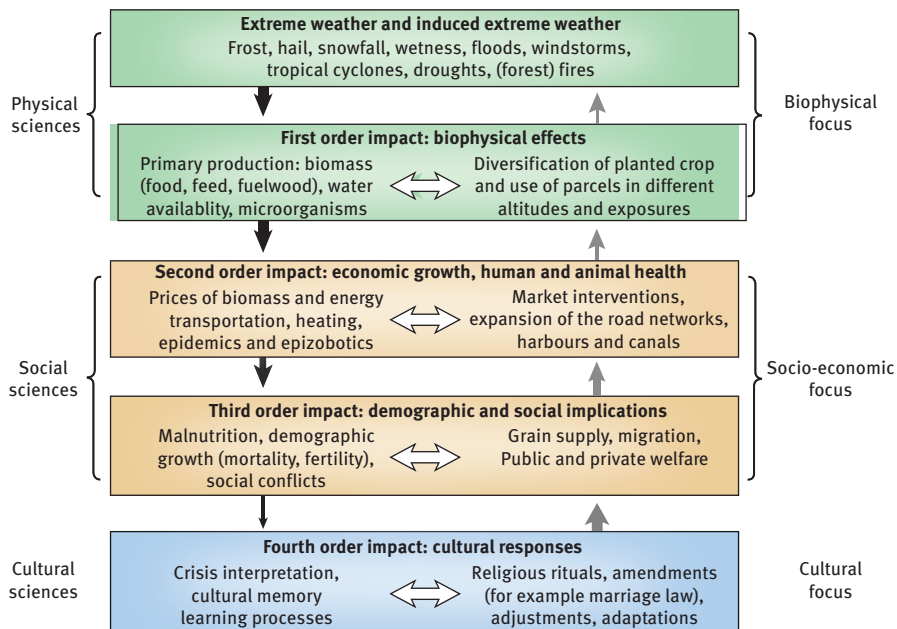 Extreme weather and induced extreme weather
Frost, hail, snowfall, wetness, floods, windstorms,
tropical cyclones, droughts, (forest) fires
Physical
sciences
Biophysical
focus
First order impact: biophysical effects
Primary production: biomass
(food, feed, fuelwood), water
availablity, microorganisms
Diversification of planted crop
and use of parcels in different
altitudes and exposures
Second order impact: economic growth, human and animal health
Prices of biomass and energy
transportation, heating,
epidemics and epizobotics
Market interventions,
expansion of the road networks,
harbours and canals
Social
sciences
Socio-economic
focus
Third order impact: demographic and social implications
Malnutrition, demographic
growth (mortality, fertility),
social conflicts
Grain supply, migration,
Public and private welfare
Fourth order impact: cultural responses
Cultural
sciences
Crisis interpretation,
cultural memory
learning processes
Religious rituals, amendments
(for example marriage law),
adjustments, adaptations
Cultural
focus